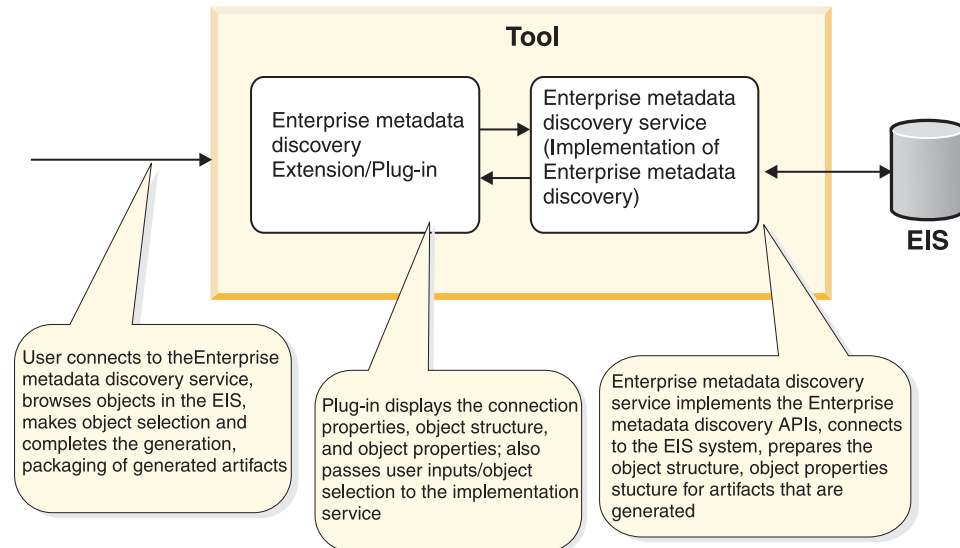 Tool
Enterprise metadata
discovery
Extension/Plug-in
Enterprise metadata
discovery service
(Implementation of
Enterprise metadata
discovery)
EIS
User connects to theEnterprise
metadata discovery service,
browses objects in the EIS,
makes object selection and
completes the generation,
packaging of generated artifacts
Plug-in displays the connection
properties, object structure,
and object properties; also
passes user inputs/object
selection to the implementation
service
Enterprise metadata discovery
service implements the Enterprise
metadata discovery APIs, connects
to the EIS system, prepares the
object structure, object properties
stucture for artifacts that are
generated